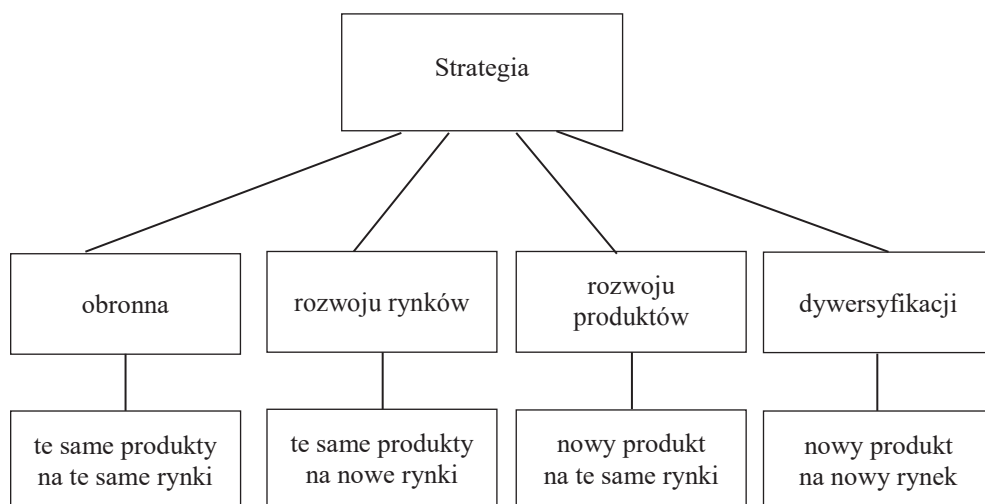 Strategia
obronna
rozwoju rynków
rozwoju
produktów
dywersyfikacji
te same produkty
na te same rynki
te same produkty
na nowe rynki
nowy produkt
na te same rynki
nowy produkt
na nowy rynek